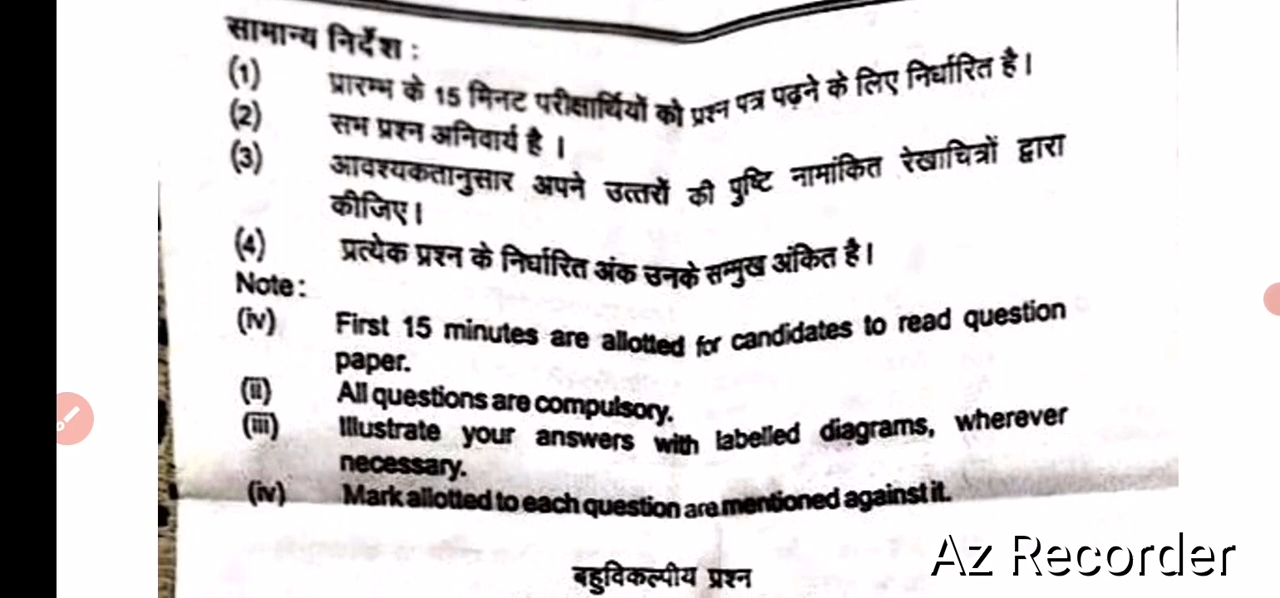 सामान्य निर्देश :
(1) प्रारम्भ के 15 मिनट परीक्षार्थियों को प्रश्न पत्र पढ़ने के लिए निर्धारित है।
(2) सभ प्रश्न अनिवार्य है ।
(3) आवश्यकतानुसार अपने उत्तरों की पुष्टि नामांकित रेखाचित्रों द्वारा
कीजिए।
(4) प्रत्येक प्रश्न के निर्धारित अंक उनके सम्मुख अंकित है।
Note :
(iv) First 15 minutes are allotted for candidates to read question
paper.
(ii) All questions are compulsory.
(iii) Illustrate your answers with labelled diagrams, wherever
necessary.
(iv) Mark allotted to each question are mentioned against it.
बहुविकल्पीय प्रश्न
Az Recorder